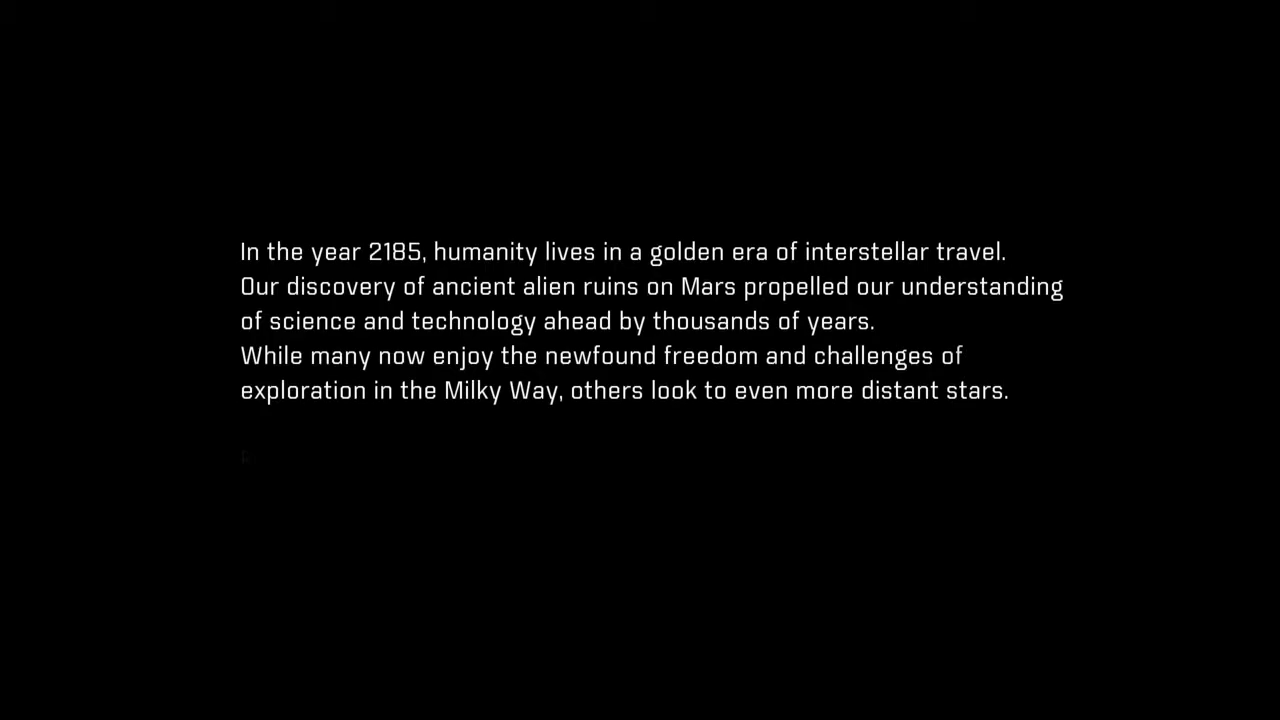 In the year 2185, humanity lives in a golden era of interstellar travel.
Our discovery of ancient alien ruins on Mars propelled our understanding
of science and technology ahead by thousands of years.
While many now enjoy the newfound freedom and challenges of
exploration in the Milky Way, others look to even more distant stars.